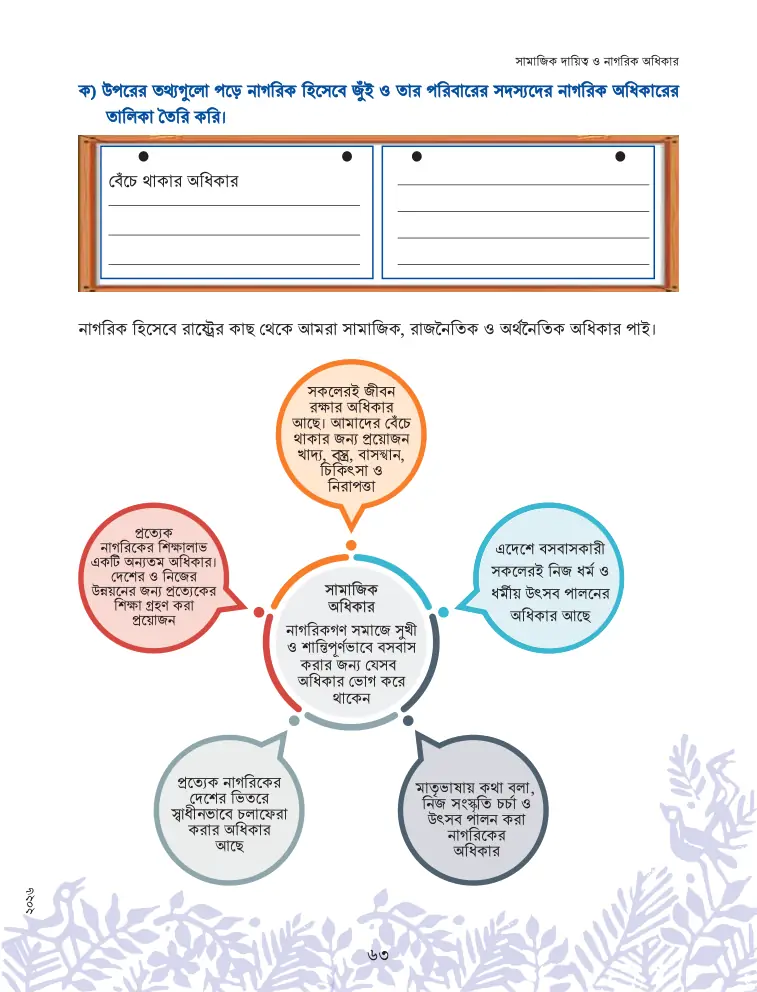 সামাজিক দায়িত্ব ও নাগরিক অধিকার
ক) উপরের তথ্যগুলো পড়ে নাগরিক হিসেবে জুঁই ও তার পরিবারের সদস্যদের নাগরিক অধিকারের
তালিকা তৈরি করি।
বেঁচে থাকার অধিকার
নাগরিক হিসেবে রাষ্ট্রের কাছ থেকে আমরা সামাজিক, রাজনৈতিক ও অর্থনৈতিক অধিকার পাই।
সকলেরই জীবন
রক্ষার অধিকার
আছে। আমাদের বেঁচে
থাকার জন্য প্রয়োজন
খাদ্য, বস্ত্র, বাসস্থান,
চিকিৎসা ও
নিরাপত্তা
প্রত্যেক
নাগরিকের শিক্ষালাভ
একটি অন্যতম অধিকার।
দেশের ও নিজের
উন্নয়নের জন্য প্রত্যেকের
শিক্ষা গ্রহণ করা
প্রয়োজন
এদেশে বসবাসকারী
সকলেরই নিজ ধর্ম ও
ধর্মীয় উৎসব পালনের
অধিকার আছে
সামাজিক
অধিকার
নাগরিকগণ সমাজে সুখী
ও শান্তিপূর্ণভাবে বসবাস
করার জন্য যেসব
অধিকার ভোগ করে
থাকেন
প্রত্যেক নাগরিকের
দেশের ভিতরে
স্বাধীনভাবে চলাফেরা
করার অধিকার
আছে
মাতৃভাষায় কথা বলা,
নিজ সংস্কৃতি চর্চা ও
উৎসব পালন করা
নাগরিকের
অধিকার
২০২৬
৬৩